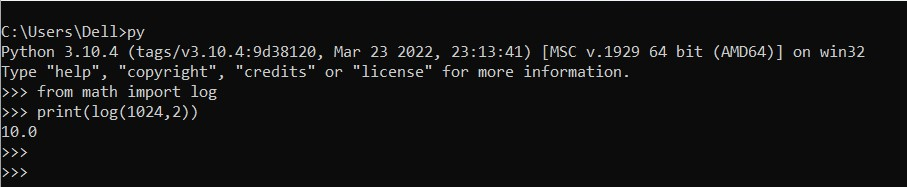 C:\Users\Dell>py
Python 3.10.4 (tags/v3.10.4:9d38120, Mar 23 2022, 23:13:41) [MSC v.1929 64 bit (AMD64)] on win32
Type "help", "copyright", "credits" or "license" for more information.
>>> from math import log
>>> print(log(1024,2))
10.0
>>>
>>>